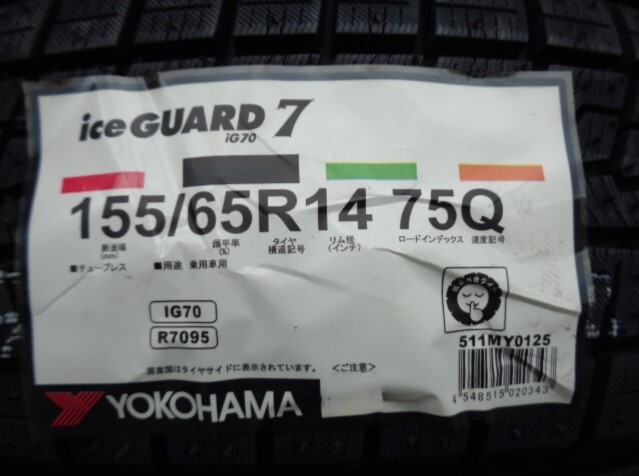 iceGUARD 7
iG70
155/65R14 75Q
断面幅
(mm)
偏平率
(%)
タイヤ
構造記号
リム径
(インチ)
ロードインデックス
速度記号
■チューブレス
■用途 乗用車用
IG70
R7095
511MY0125
原産国はタイヤサイドに表示されています。
<ご注意>
4 548515 020343
YOKOHAMA